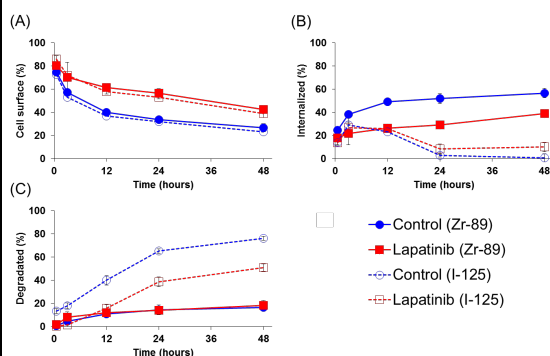 (A)
Cell surface (%)
100
80
60
40
20
0
0 12 24 36 48
Time (hours)
(B)
Internalized (%)
100
80
60
40
20
0
0 12 24 36 48
Time (hours)
(C)
Degradated (%)
100
80
60
40
20
0
0 12 24 36 48
Time (hours)
Control (Zr-89)
Lapatinib (Zr-89)
Control (I-125)
Lapatinib (I-125)